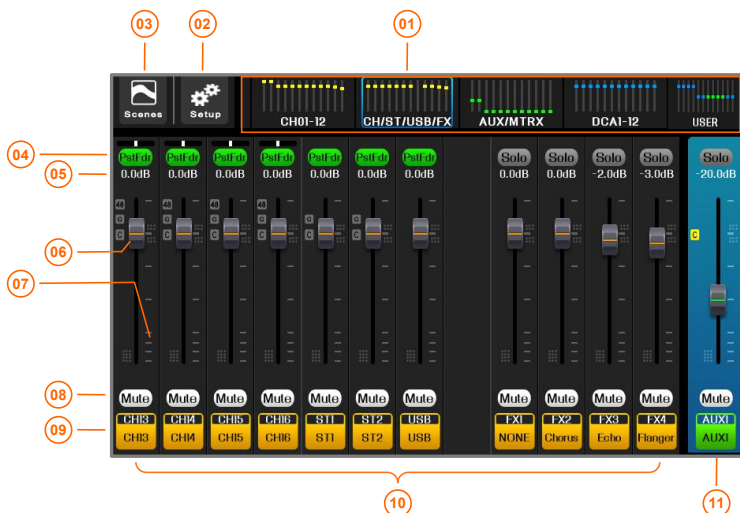 03 02 01
Scenes Setup CH01-12 CH/ST/USB/FX AUX/MTRX DCA1-12 USER
04 PstFdr PstFdr PstFdr PstFdr PstFdr PstFdr PstFdr Solo Solo Solo Solo Solo
05 0.0dB 0.0dB 0.0dB 0.0dB 0.0dB 0.0dB 0.0dB 0.0dB 0.0dB -2.0dB -3.0dB -20.0dB
48 48 48 48
G G G G G G
C C C C C C C
06
07
08 Mute Mute Mute Mute Mute Mute Mute Mute Mute Mute Mute Mute
CH13 CH14 CH15 CH16 ST1 ST2 USB FX1 FX2 FX3 FX4 AUX1
09 CH13 CH14 CH15 CH16 ST1 ST2 USB NONE Chorus Echo Flanger AUX1
10 11